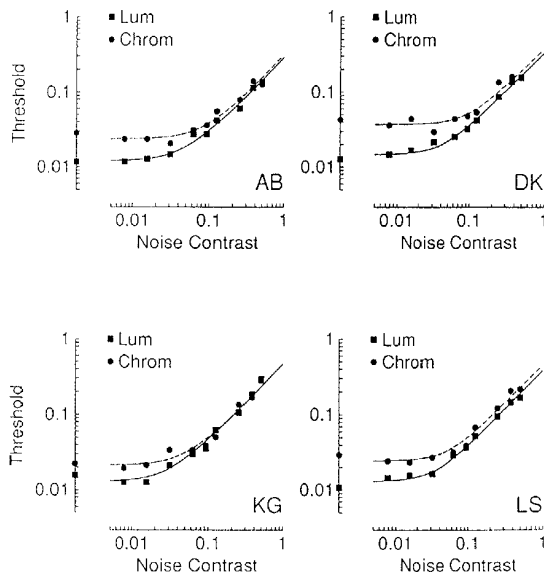 ■ Lum ■ Lum
● Chrom ● Chrom
1 1
0.1 0.1
0.01 0.01
Threshold
AB DK
0.01 0.1 1 0.01 0.1 1
Noise Contrast Noise Contrast
■ Lum ■ Lum
● Chrom ● Chrom
1 1
0.1 0.1
0.01 0.01
Threshold
KG LS
0.01 0.1 1 0.01 0.1 1
Noise Contrast Noise Contrast